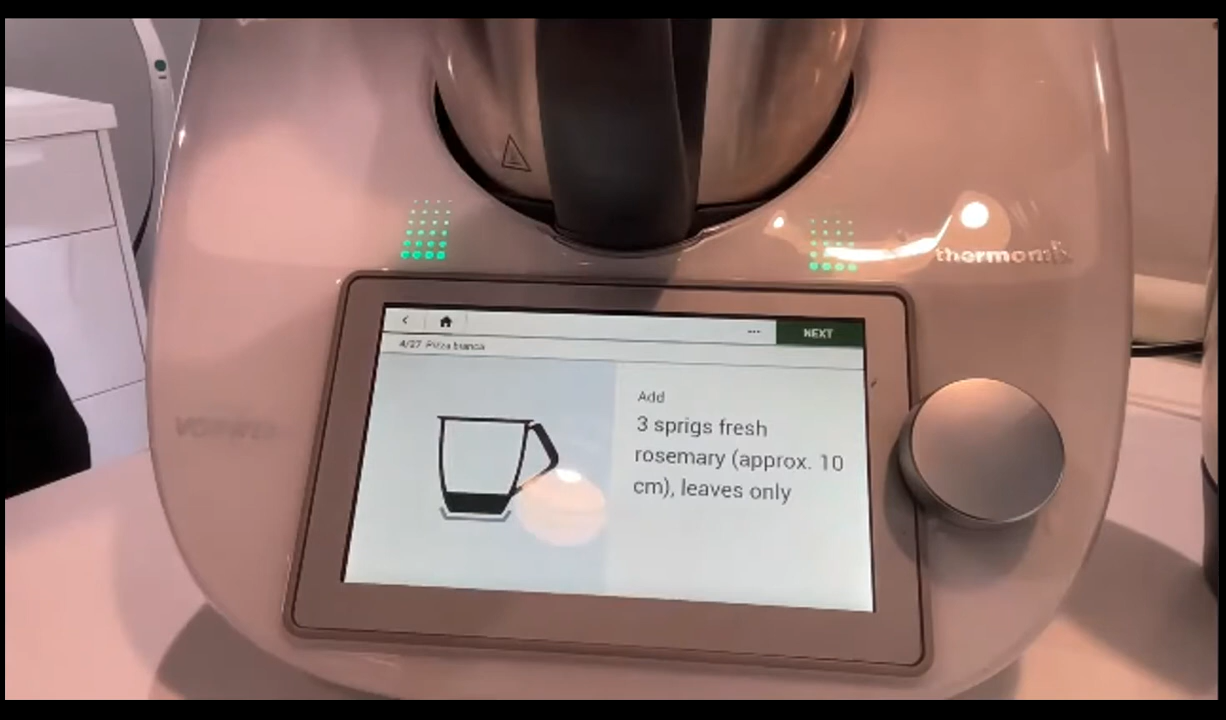 thermomix
NEXT
4/27 Pizza bianca
Add
3 sprigs fresh
rosemary (approx. 10
cm), leaves only